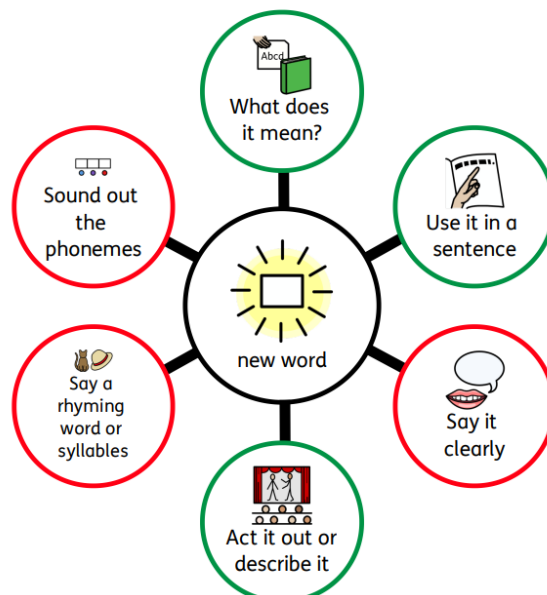 Abcd
What does
it mean?
Sound out
the
phonemes
Use it in a
sentence
new word
Say a
rhyming
word or
syllables
Say it
clearly
Act it out or
describe it